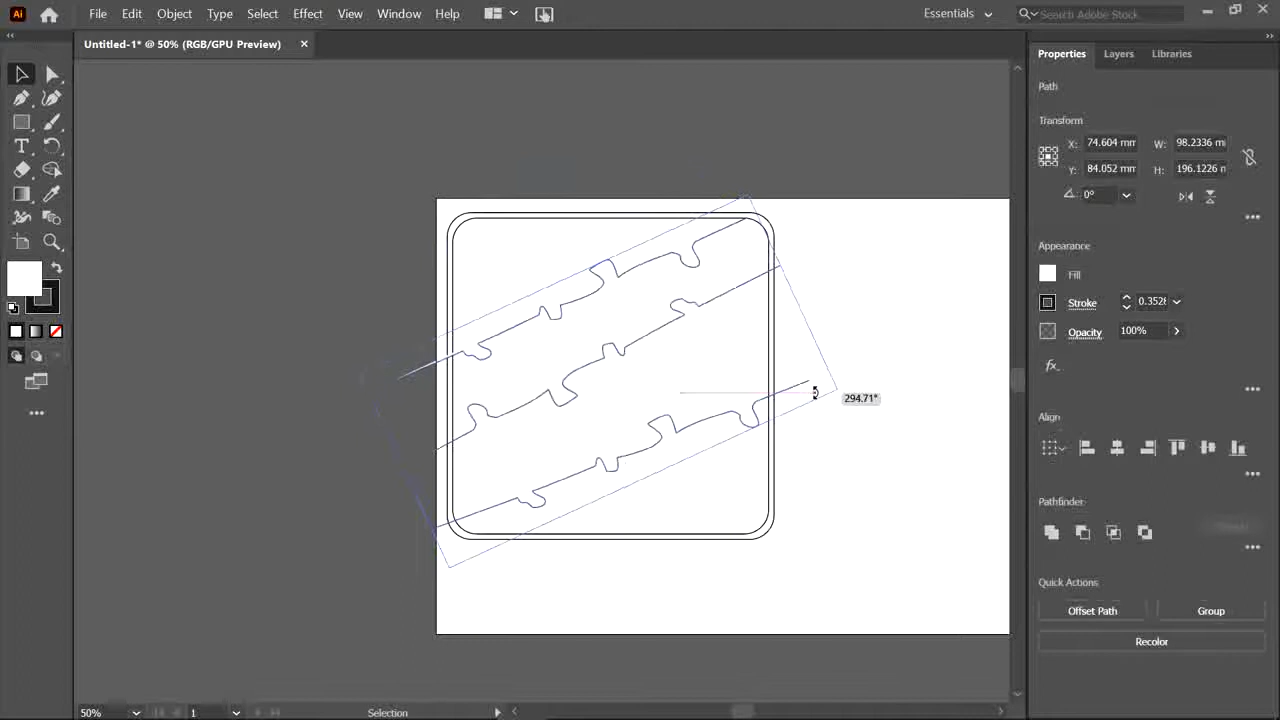 Ai File Edit Object Type Select Effect View Window Help Essentials Search Adobe Stock
Untitled-1* @ 50% (RGB/GPU Preview)
Properties Layers Libraries
Path
Transform
X: 74.604 mm W: 98.2336 m
Y: 84.052 mm H: 196.1226 n
0°
Appearance
Fill
Stroke 0.3528
Opacity 100%
fx.
294.71°
Align
Pathfinder
Quick Actions
Offset Path Group
Recolor
50% 1 Selection